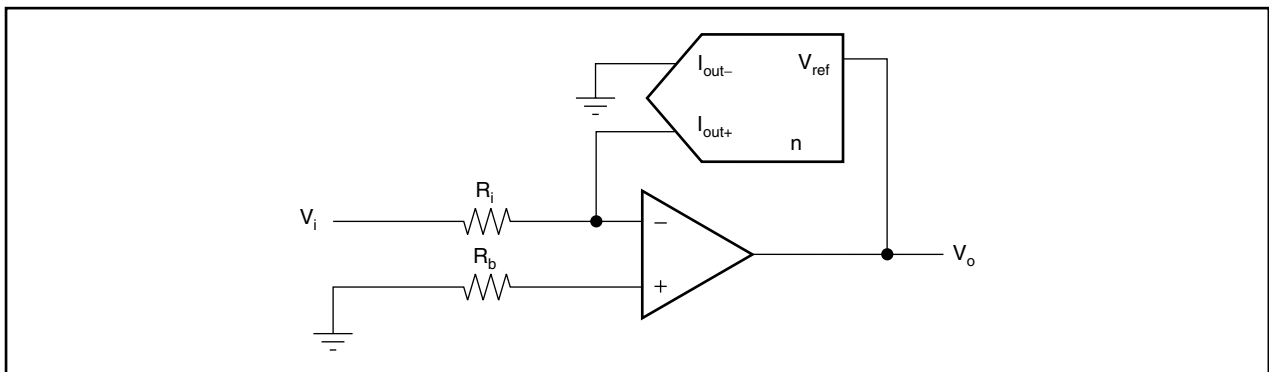 I_out– V_ref
I_out+
n
R_i
V_i –
R_b
V_o
+